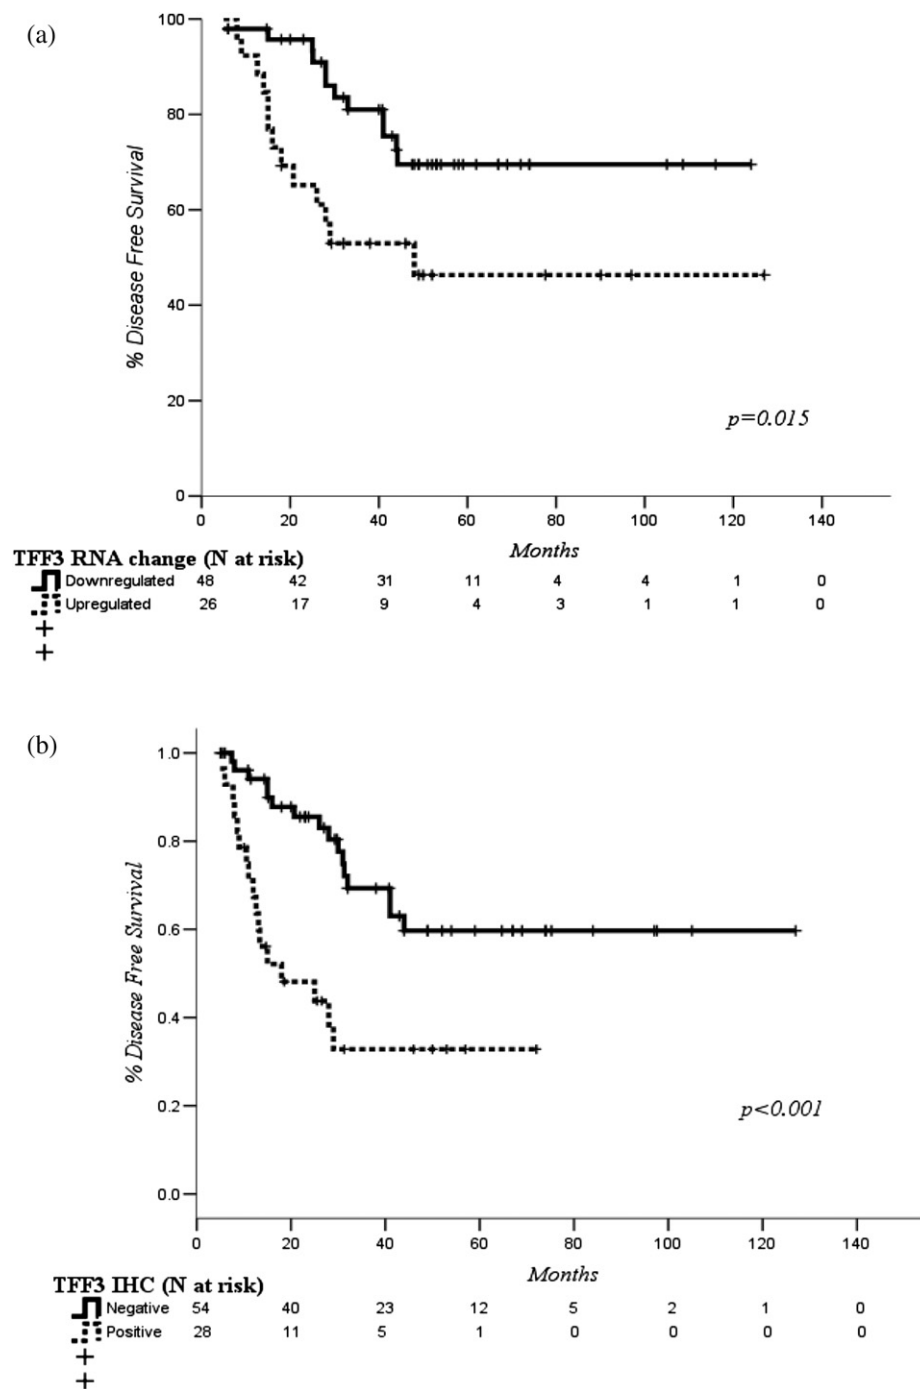 (a)
100
80
60
40
20
0
% Disease Free Survival
p=0.015
0 20 40 60 80 100 120 140
Months
TFF3 RNA change (N at risk)
Downregulated 48 42 31 11 4 4 1 0
Upregulated 26 17 9 4 3 1 1 0
(b)
1.0
0.8
0.6
0.4
0.2
0.0
% Disease Free Survival
p<0.001
0 20 40 60 80 100 120 140
Months
TFF3 IHC (N at risk)
Negative 54 40 23 12 5 2 1 0
Positive 28 11 5 1 0 0 0 0